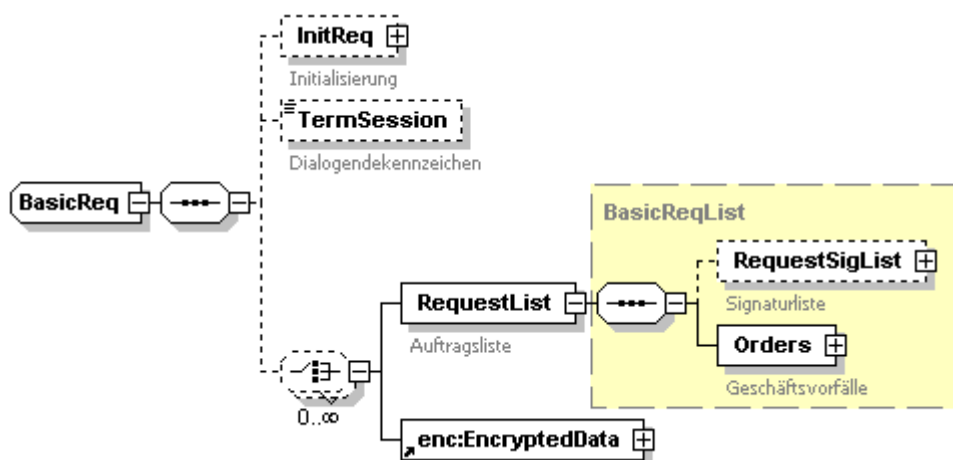 InitReq
Initialisierung
TermSession
Dialogendekennzeichen
BasicReq
BasicReqList
RequestSigList
Signaturliste
RequestList
Auftragsliste
Orders
Geschäftsvorfälle
0..∞
enc:EncryptedData